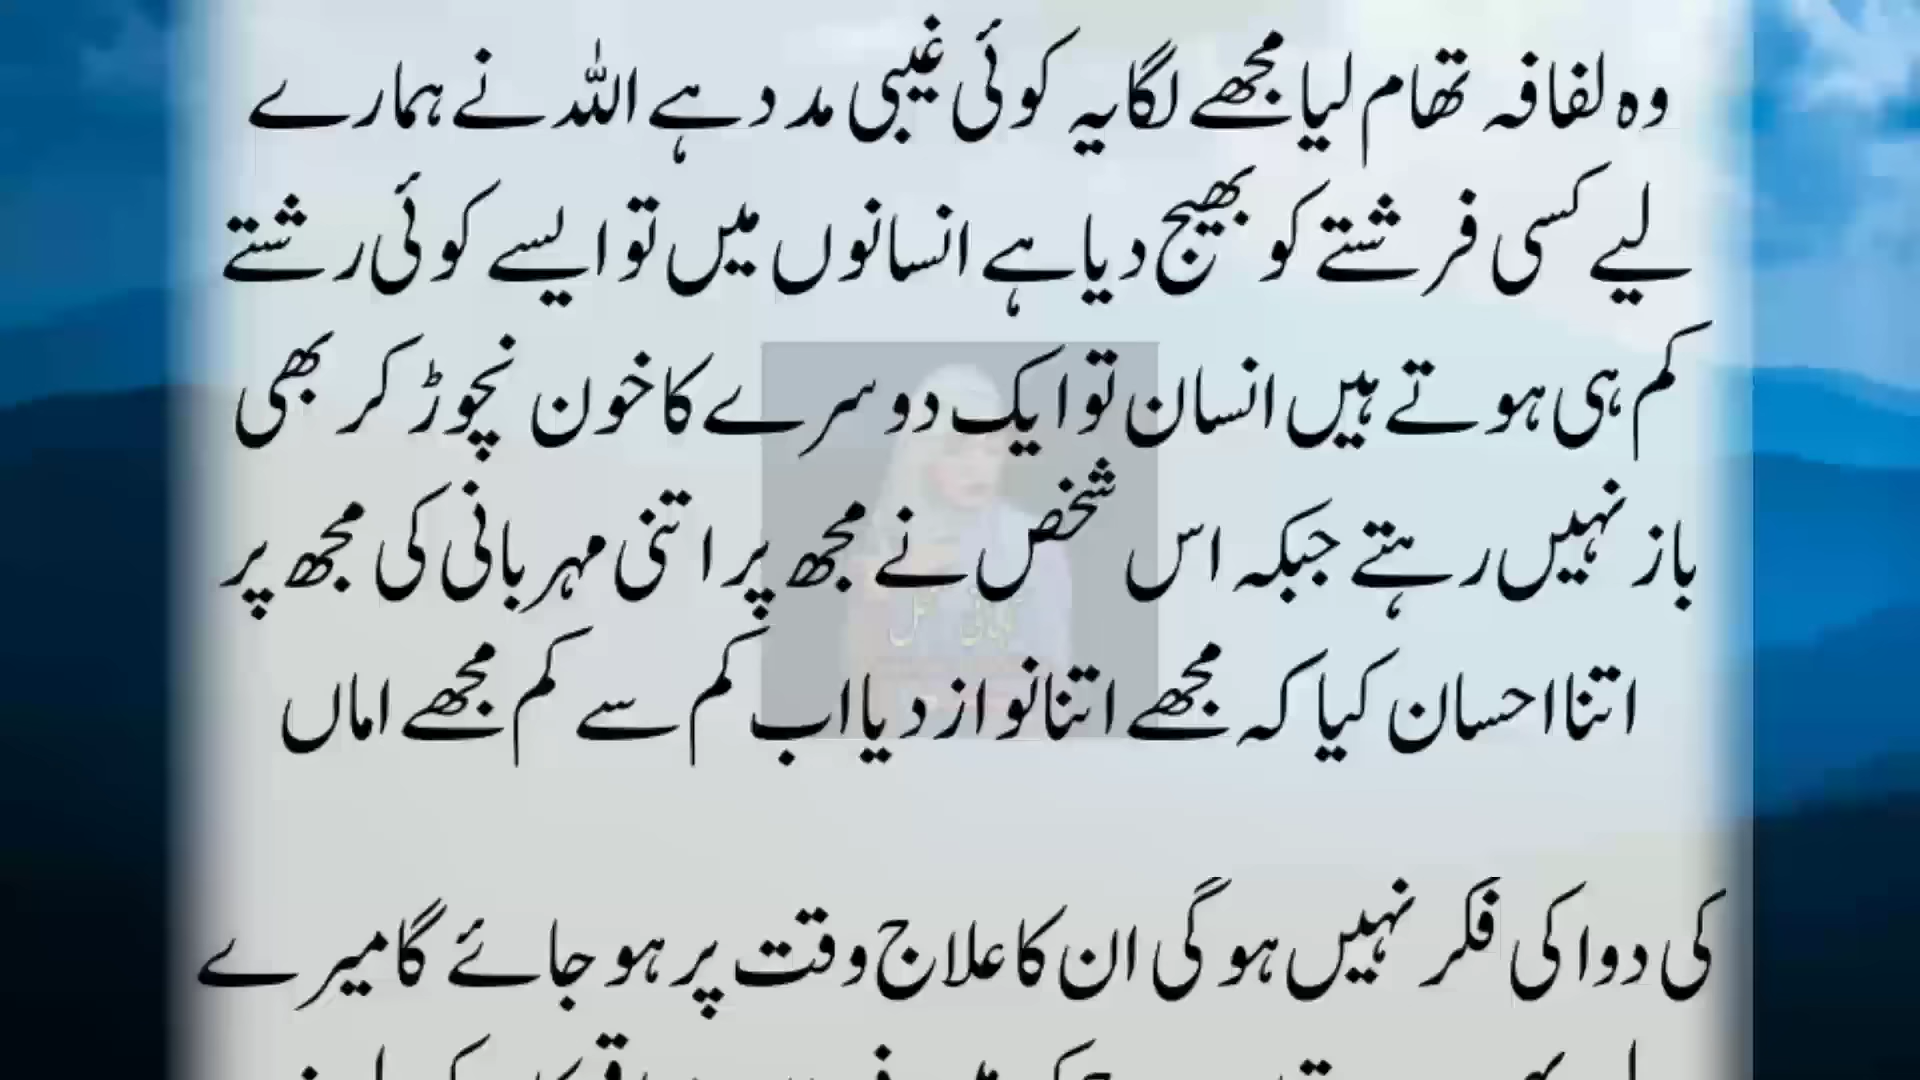 وہ لفافہ تھام لیا مجھے لگا یہ کوئی غیبی مدد ہے اللہ نے ہمارے
لیے کسی فرشتے کو بھیج دیا ہے انسانوں میں تو ایسے کوئی رشتے
کم ہی ہوتے ہیں انسان تو ایک دوسرے کا خون نچوڑ کر بھی
باز نہیں رہتے جبکہ اس شخص نے مجھ پر اتنی مہربانی کی مجھ پر
اتنا احسان کیا کہ مجھے اتنا نواز دیا اب کم سے کم مجھے اماں
کی دوا کی فکر نہیں ہو گی ان کا علاج وقت پر ہو جائے گا میرے